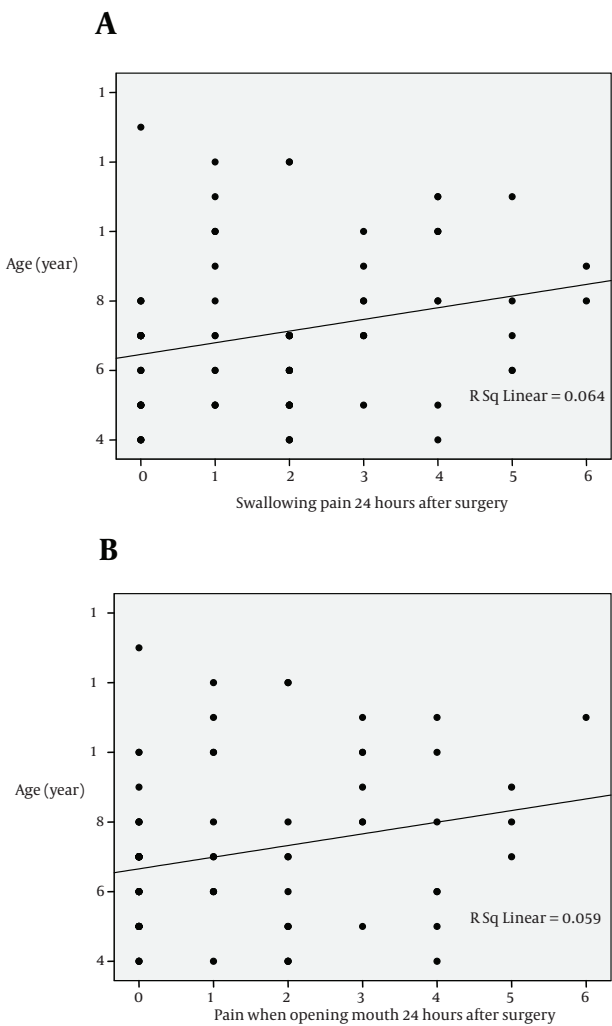 A
1
1
1
Age (year)
8
6
R Sq Linear = 0.064
4
0 1 2 3 4 5 6
Swallowing pain 24 hours after surgery
B
1
1
1
Age (year)
8
6
R Sq Linear = 0.059
4
0 1 2 3 4 5 6
Pain when opening mouth 24 hours after surgery